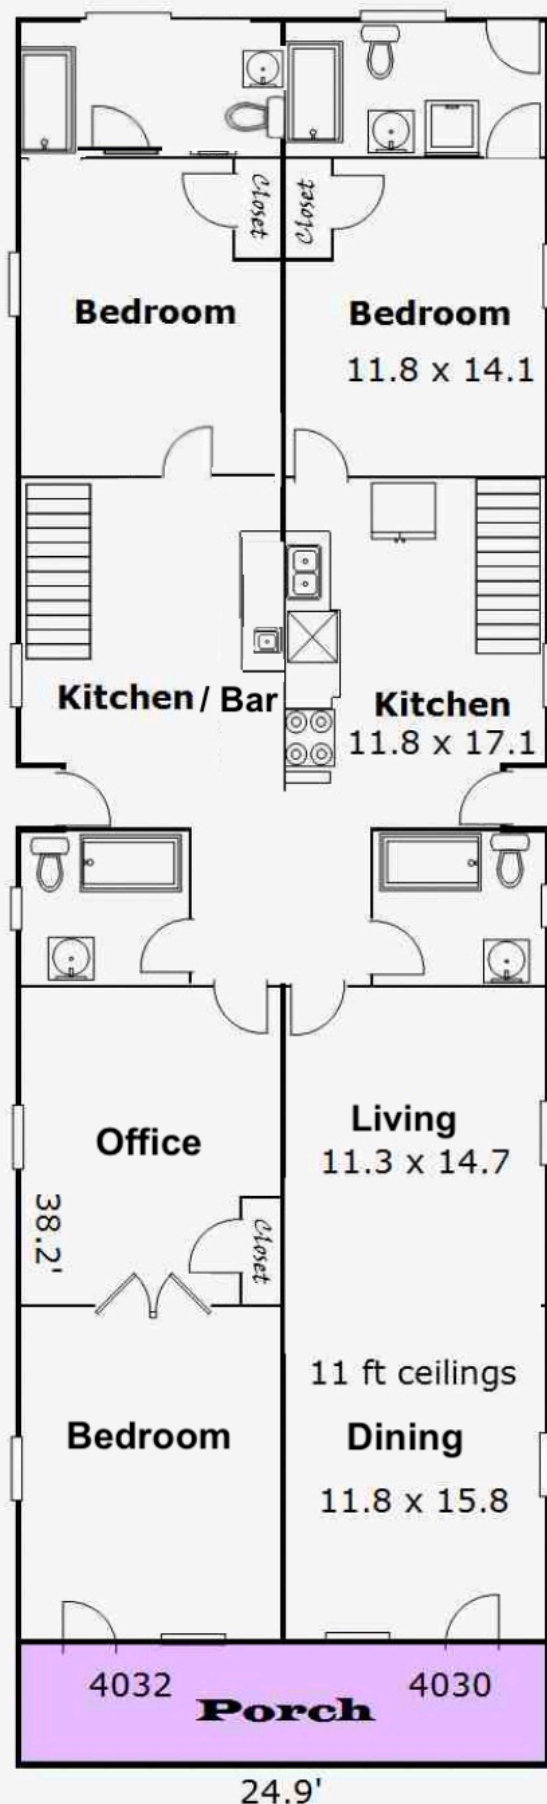 Closet
Closet
Bedroom
Bedroom
11.8 x 14.1
Kitchen / Bar
Kitchen
11.8 x 17.1
Office
Living
11.3 x 14.7
38.2'
Closet
11 ft ceilings
Bedroom
Dining
11.8 x 15.8
4032
4030
Porch
24.9'